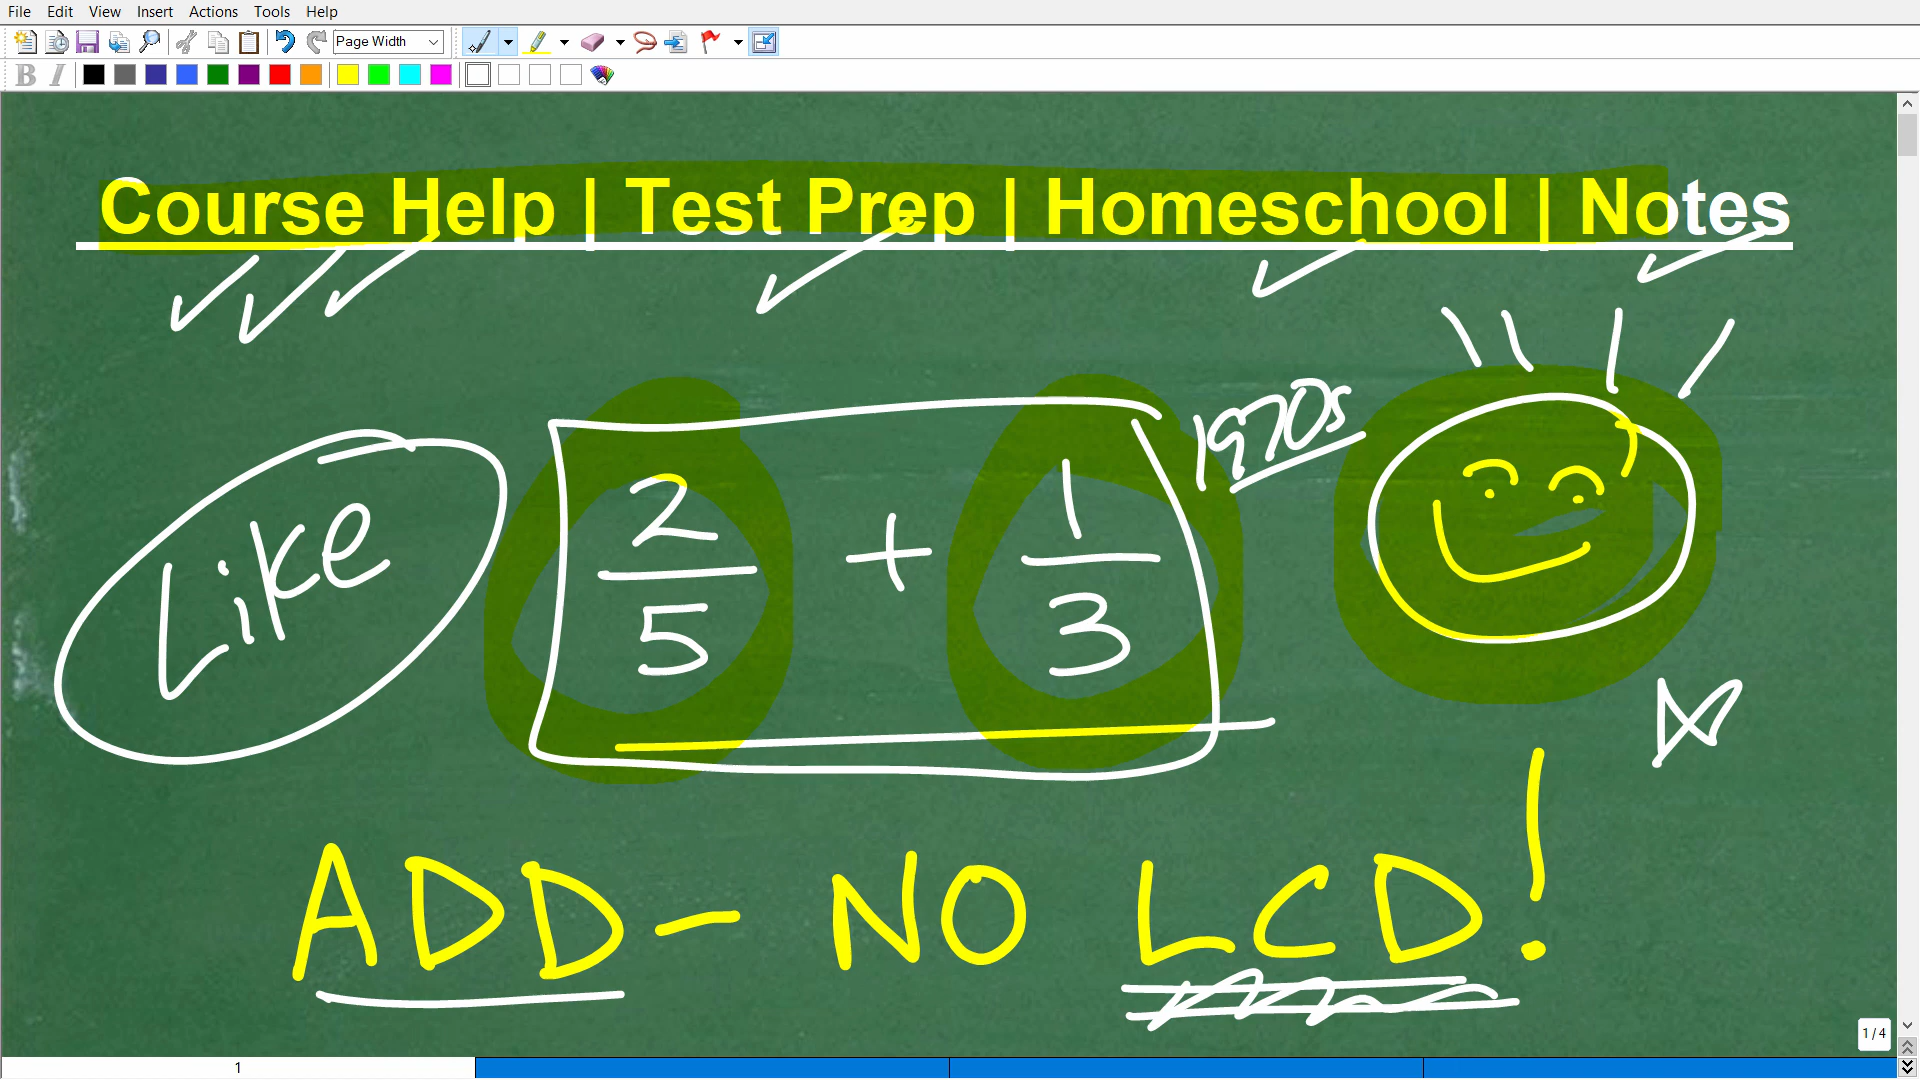 File Edit View Insert Actions Tools Help
Page Width
B I
Course Help | Test Prep | Homeschool | Notes
1970s
Like
2/5 + 1/3
ADD - NO LCD!
1 / 4
1